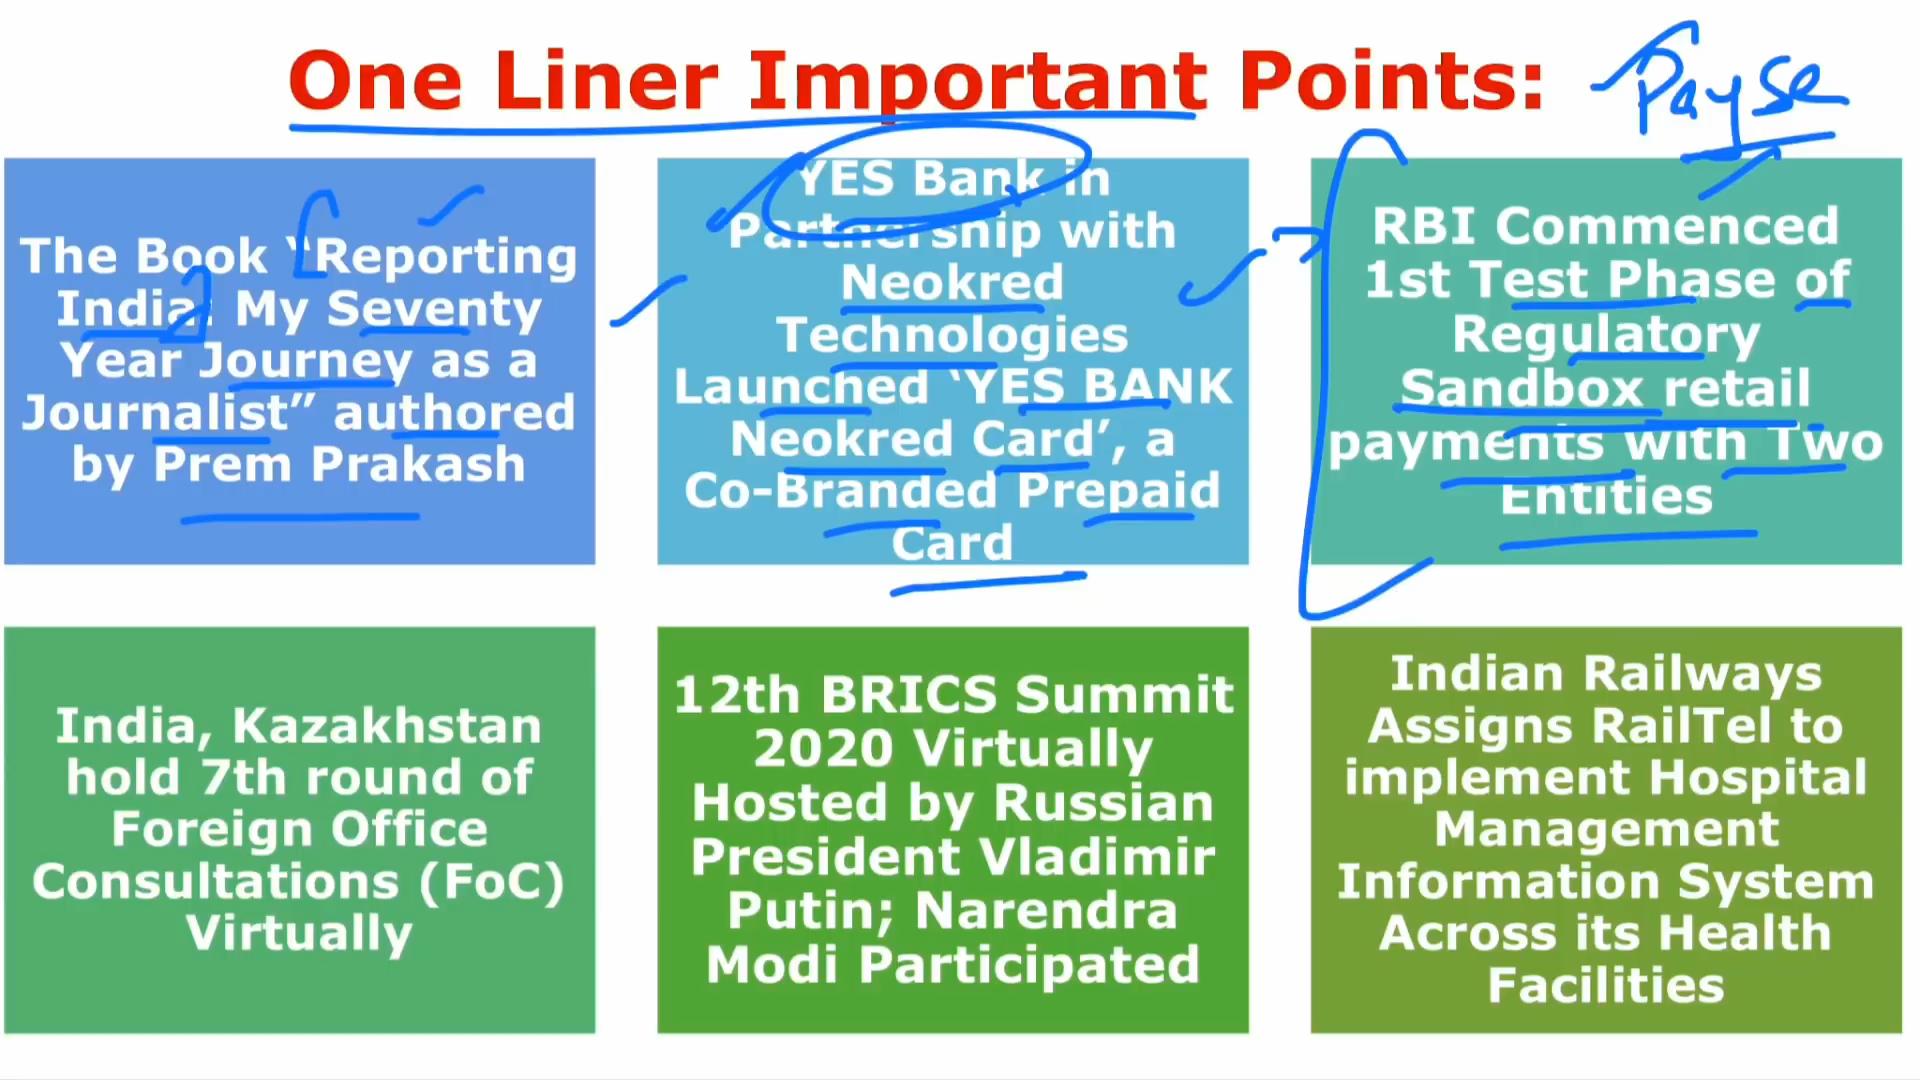 One Liner Important Points:
PaySe
The Book “Reporting
India: My Seventy
Year Journey as a
Journalist” authored
by Prem Prakash
YES Bank in
Partnership with
Neokred
Technologies
Launched ‘YES BANK
Neokred Card’, a
Co-Branded Prepaid
Card
RBI Commenced
1st Test Phase of
Regulatory
Sandbox retail
payments with Two
Entities
India, Kazakhstan
hold 7th round of
Foreign Office
Consultations (FoC)
Virtually
12th BRICS Summit
2020 Virtually
Hosted by Russian
President Vladimir
Putin; Narendra
Modi Participated
Indian Railways
Assigns RailTel to
implement Hospital
Management
Information System
Across its Health
Facilities